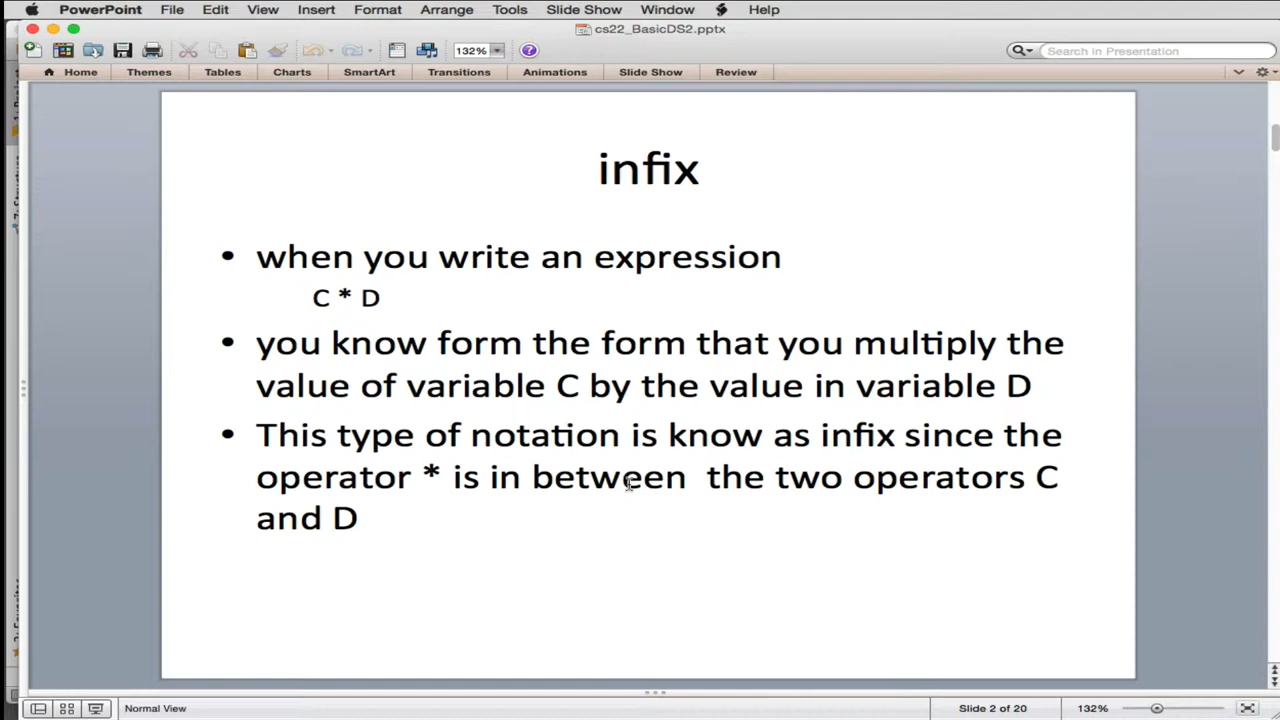 PowerPoint File Edit View Insert Format Arrange Tools Slide Show Window Help
cs22_BasicDS2.pptx
132% Search in Presentation
Home Themes Tables Charts SmartArt Transitions Animations Slide Show Review
infix
• when you write an expression
C * D
• you know form the form that you multiply the
value of variable C by the value in variable D
• This type of notation is know as infix since the
operator * is in between the two operators C
and D
Normal View Slide 2 of 20 132%